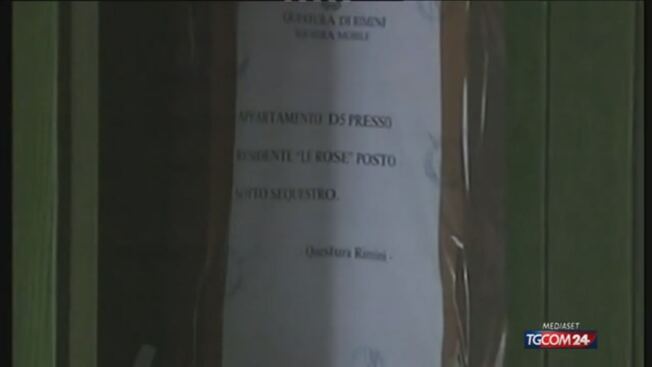 QUESTURA DI RIMINI
SQUADRA MOBILE
APPARTAMENTO D5 PRESSO
RESIDENTE "LE ROSE" POSTO
SOTTO SEQUESTRO.
- Questura Rimini -
MEDIASET
TGCOM24